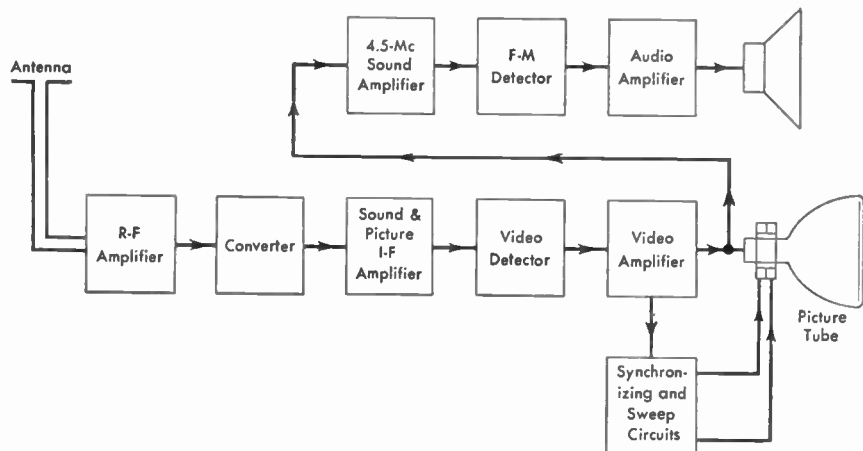 4.5-Mc
Sound
Amplifier
F-M
Detector
Audio
Amplifier
Antenna
R-F
Amplifier
Converter
Sound &
Picture
I-F
Amplifier
Video
Detector
Video
Amplifier
Picture
Tube
Synchron-
izing and
Sweep
Circuits